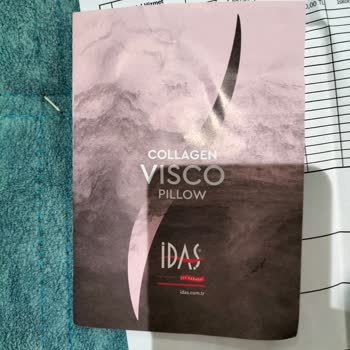 COLLAGEN
VISCO
PILLOW
İDAS
idas.com.tr